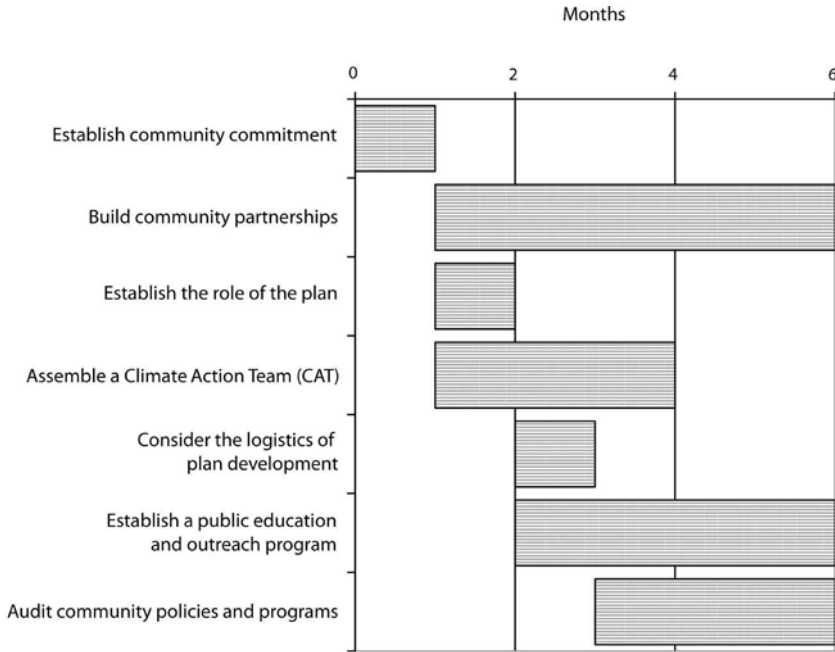 Months
0 2 4 6
Establish community commitment
Build community partnerships
Establish the role of the plan
Assemble a Climate Action Team (CAT)
Consider the logistics of
plan development
Establish a public education
and outreach program
Audit community policies and programs